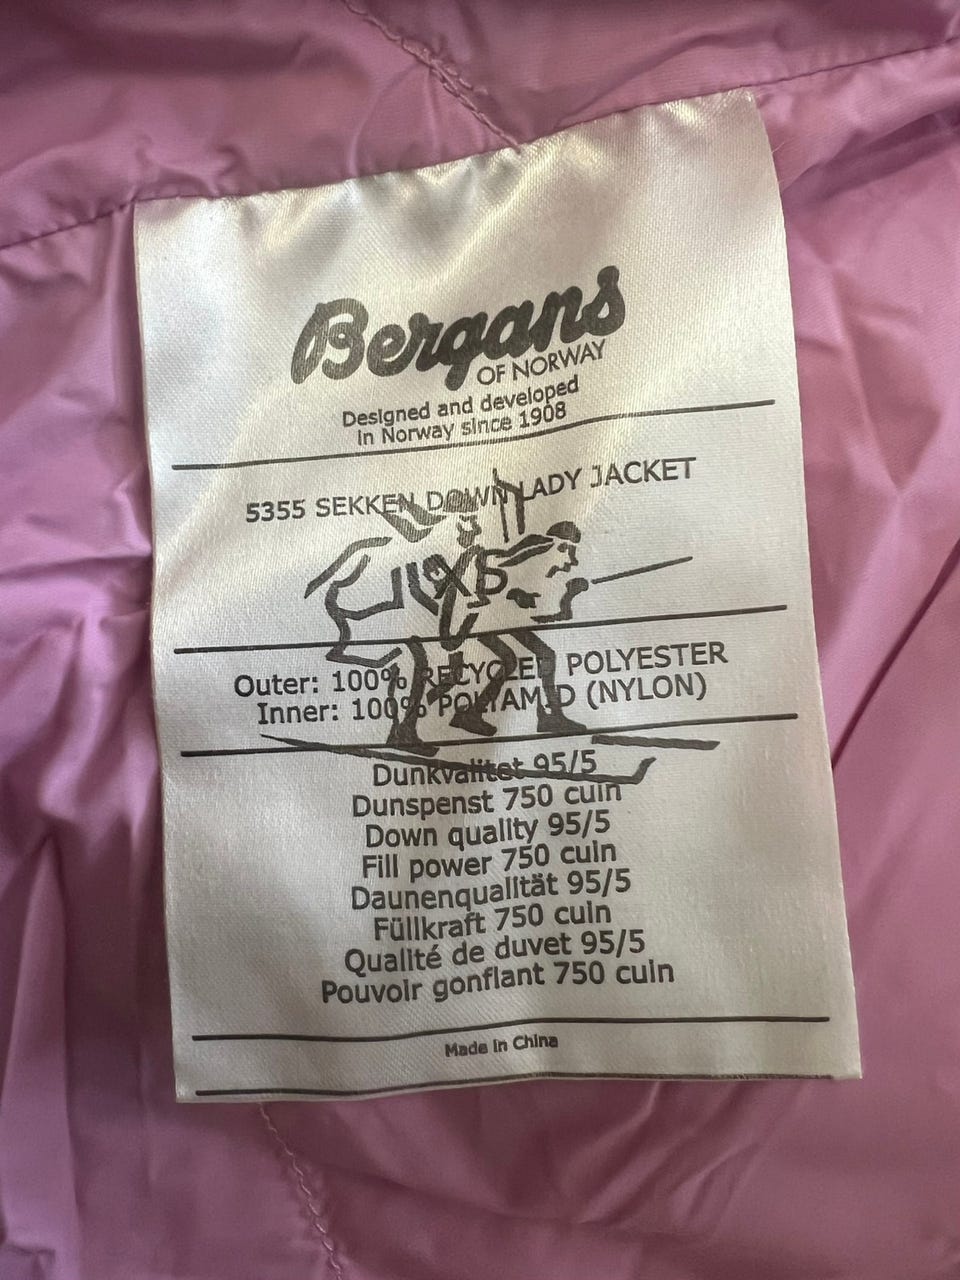 Bergans
OF NORWAY
Designed and developed
in Norway since 1908
5355 SEKKEN DOWN LADY JACKET
Outer: 100% RECYCLED POLYESTER
Inner: 100% POLYAMID (NYLON)
Dunkvalitet 95/5
Dunspenst 750 cuin
Down quality 95/5
Fill power 750 cuin
Daunenqualität 95/5
Füllkraft 750 cuin
Qualité de duvet 95/5
Pouvoir gonflant 750 cuin
Made in China